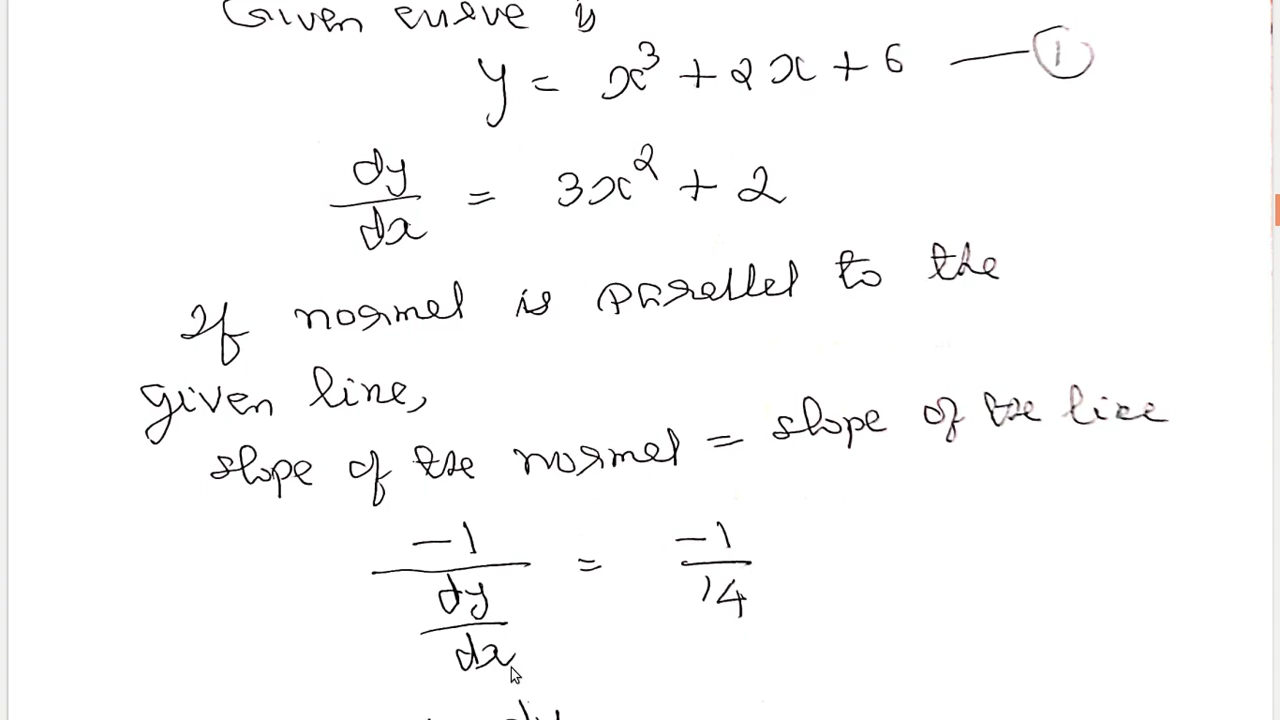 Given curve is
y = x³ + 2x + 6 —— ①
dy/dx = 3x² + 2
If normal is parallel to the
given line,
slope of the normal = slope of the line
-1/(dy/dx) = -1/14
dy